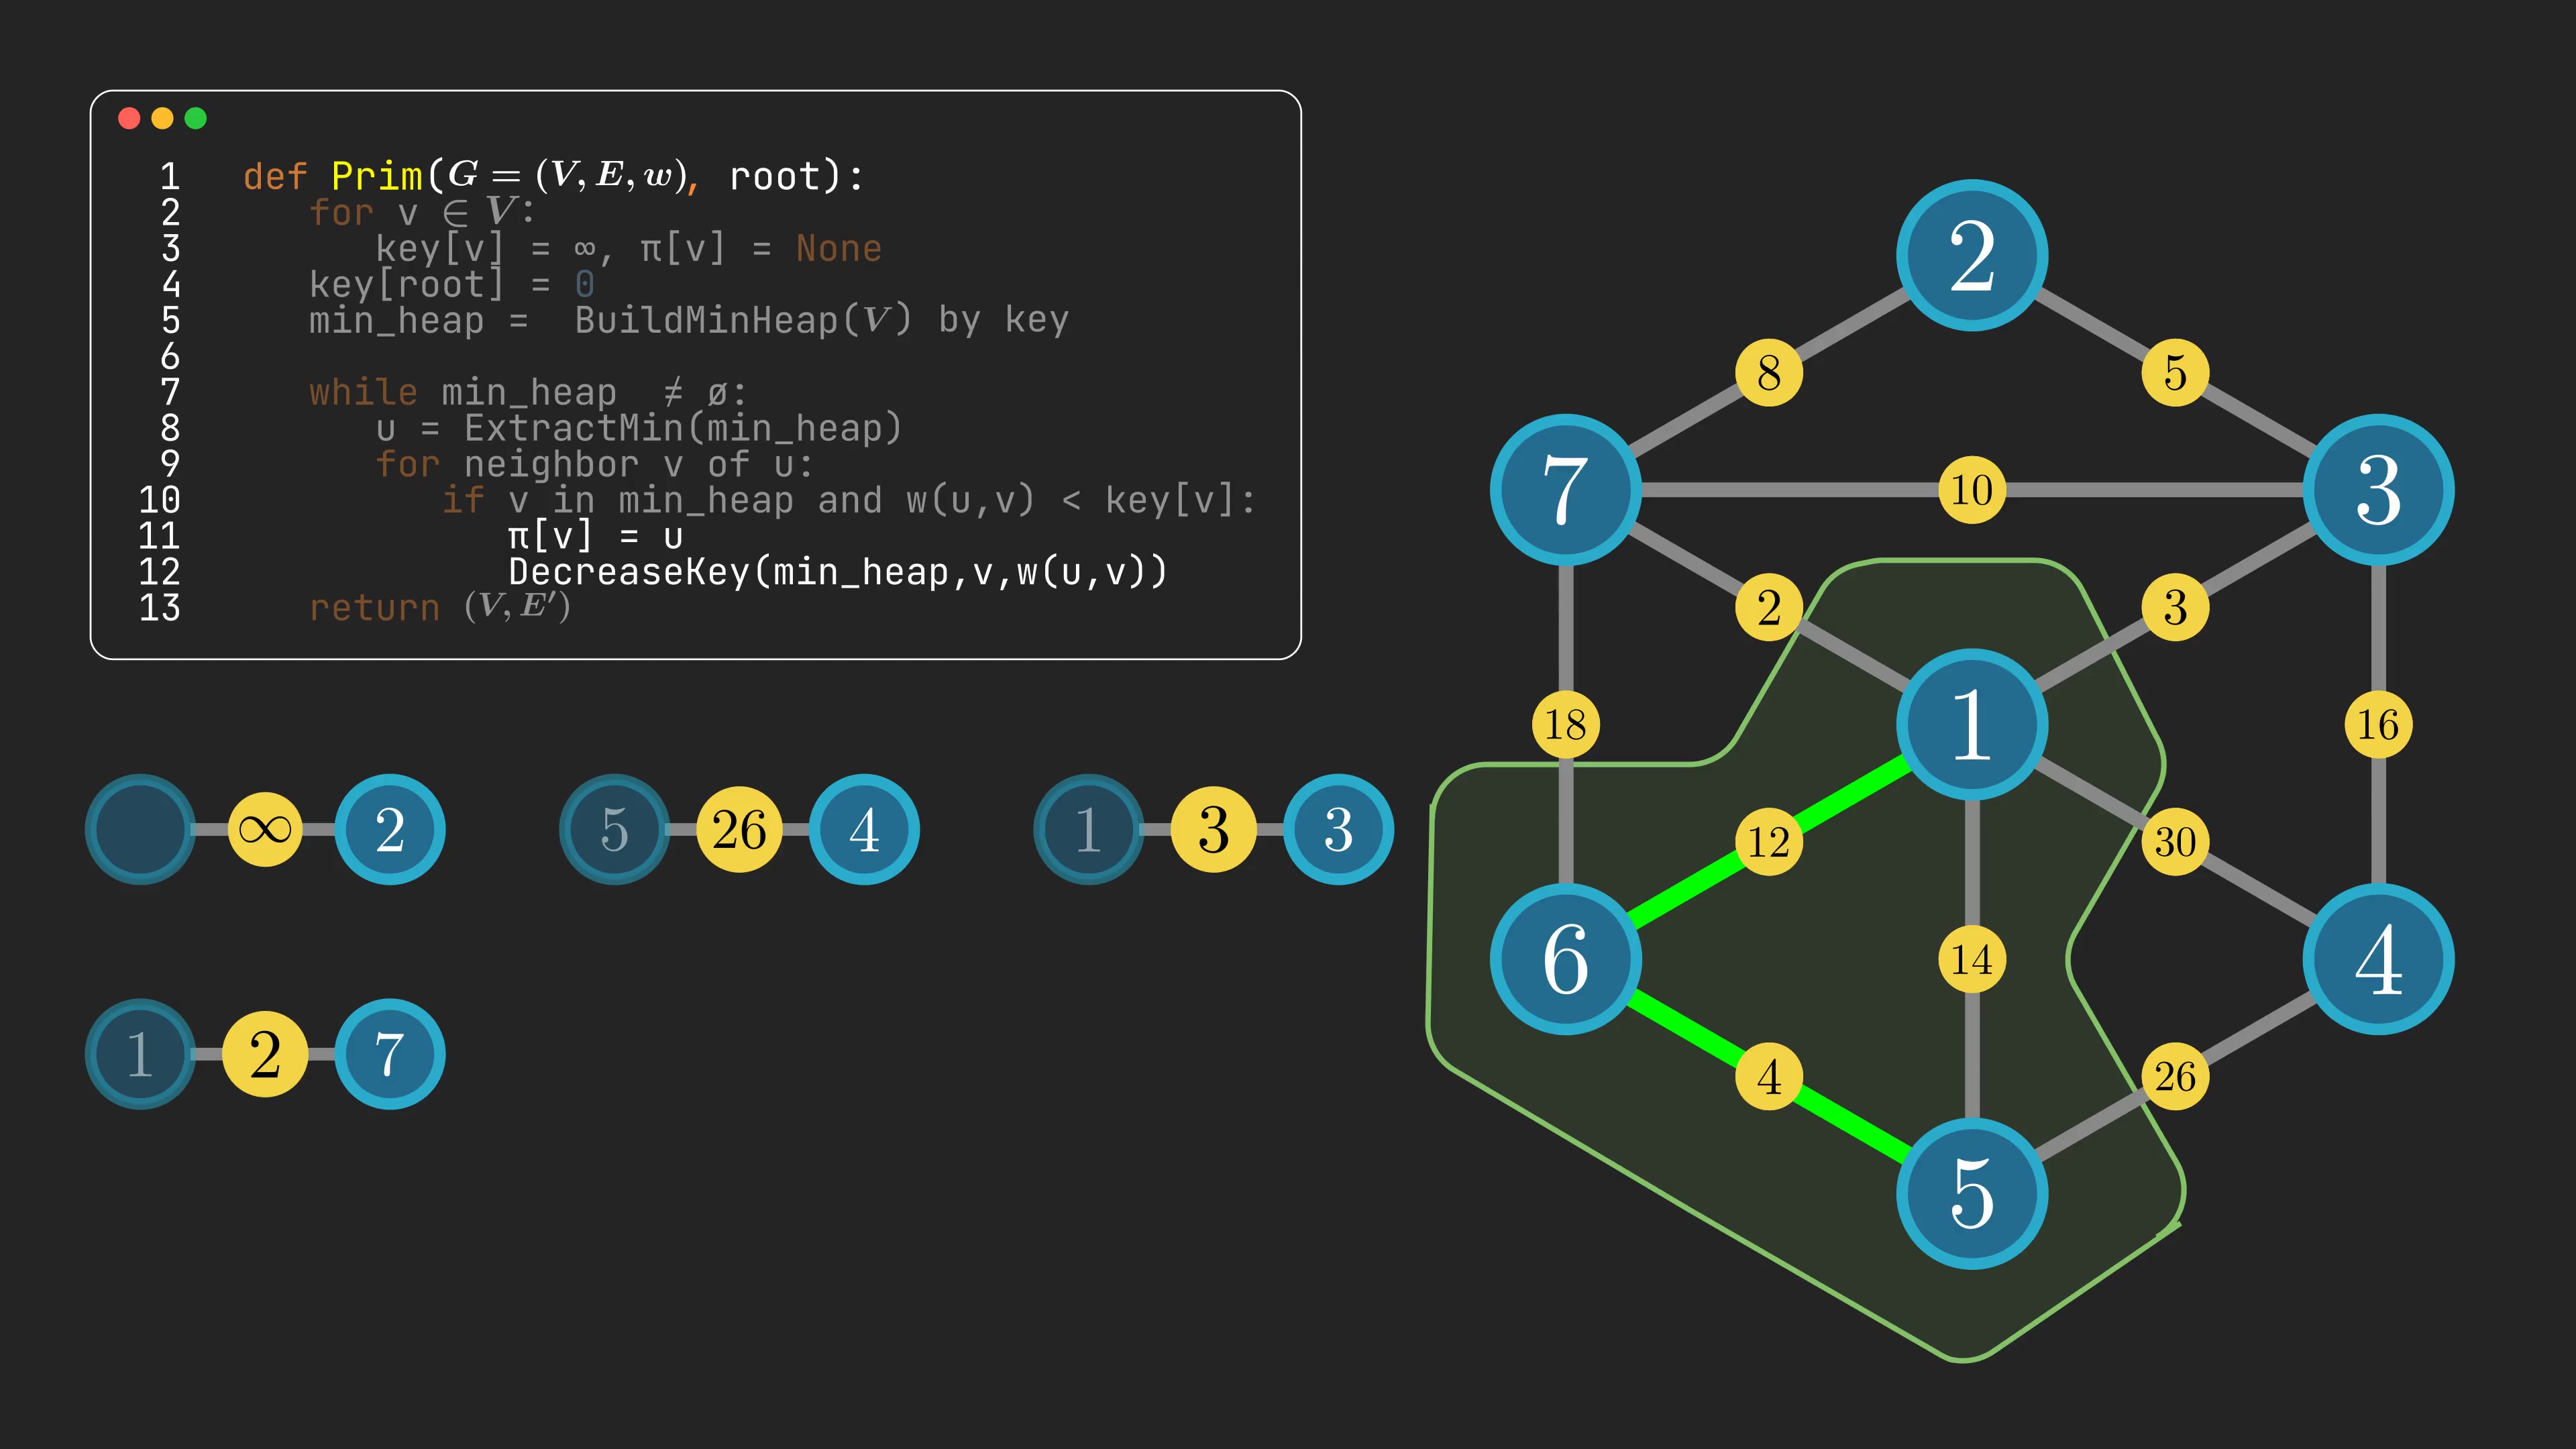 1 def Prim(G = (V, E, w), root):
2 for v ∈ V:
3 key[v] = ∞, π[v] = None
4 key[root] = 0
5 min_heap = BuildMinHeap(V) by key
6
7 while min_heap ≠ ø:
8 u = ExtractMin(min_heap)
9 for neighbor v of u:
10 if v in min_heap and w(u,v) < key[v]:
11 π[v] = u
12 DecreaseKey(min_heap,v,w(u,v))
13 return (V, E′)
∞ 2
5 26 4
1 3 3
1 2 7
2
8 5
7 10 3
2 3
18 1 16
12 30
6 14 4
4 26
5